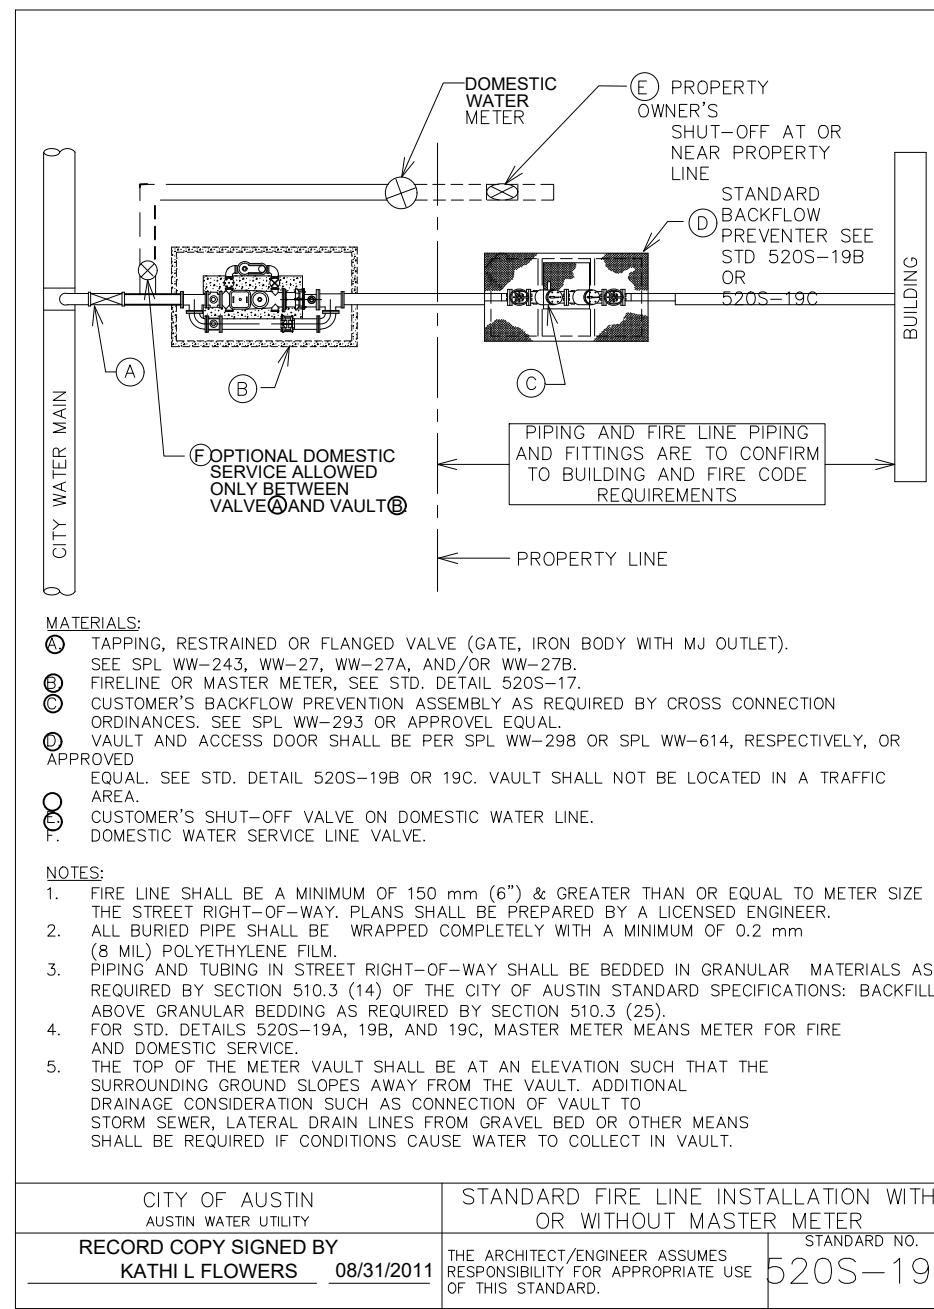 DOMESTIC
WATER
METER
E PROPERTY
OWNER'S
SHUT-OFF AT OR
NEAR PROPERTY
LINE
STANDARD
D BACKFLOW
PREVENTER SEE
STD 520S-19B
OR
520S-19C
BUILDING
A
B
C
CITY WATER MAIN
F OPTIONAL DOMESTIC
SERVICE ALLOWED
ONLY BETWEEN
VALVE A AND VAULT B.
PIPING AND FIRE LINE PIPING
AND FITTINGS ARE TO CONFIRM
TO BUILDING AND FIRE CODE
REQUIREMENTS
PROPERTY LINE
MATERIALS:
A. TAPPING, RESTRAINED OR FLANGED VALVE (GATE, IRON BODY WITH MJ OUTLET).
SEE SPL WW-243, WW-27, WW-27A, AND/OR WW-27B.
B. FIRELINE OR MASTER METER, SEE STD. DETAIL 520S-17.
C. CUSTOMER'S BACKFLOW PREVENTION ASSEMBLY AS REQUIRED BY CROSS CONNECTION
ORDINANCES. SEE SPL WW-293 OR APPROVEL EQUAL.
D. VAULT AND ACCESS DOOR SHALL BE PER SPL WW-298 OR SPL WW-614, RESPECTIVELY, OR
APPROVED
EQUAL. SEE STD. DETAIL 520S-19B OR 19C. VAULT SHALL NOT BE LOCATED IN A TRAFFIC
AREA.
E. CUSTOMER'S SHUT-OFF VALVE ON DOMESTIC WATER LINE.
F. DOMESTIC WATER SERVICE LINE VALVE.
NOTES:
1. FIRE LINE SHALL BE A MINIMUM OF 150 mm (6") & GREATER THAN OR EQUAL TO METER SIZE
THE STREET RIGHT-OF-WAY. PLANS SHALL BE PREPARED BY A LICENSED ENGINEER.
2. ALL BURIED PIPE SHALL BE WRAPPED COMPLETELY WITH A MINIMUM OF 0.2 mm
(8 MIL) POLYETHYLENE FILM.
3. PIPING AND TUBING IN STREET RIGHT-OF-WAY SHALL BE BEDDED IN GRANULAR MATERIALS AS
REQUIRED BY SECTION 510.3 (14) OF THE CITY OF AUSTIN STANDARD SPECIFICATIONS: BACKFILL
ABOVE GRANULAR BEDDING AS REQUIRED BY SECTION 510.3 (25).
4. FOR STD. DETAILS 520S-19A, 19B, AND 19C, MASTER METER MEANS METER FOR FIRE
AND DOMESTIC SERVICE.
5. THE TOP OF THE METER VAULT SHALL BE AT AN ELEVATION SUCH THAT THE
SURROUNDING GROUND SLOPES AWAY FROM THE VAULT. ADDITIONAL
DRAINAGE CONSIDERATION SUCH AS CONNECTION OF VAULT TO
STORM SEWER, LATERAL DRAIN LINES FROM GRAVEL BED OR OTHER MEANS
SHALL BE REQUIRED IF CONDITIONS CAUSE WATER TO COLLECT IN VAULT.
CITY OF AUSTIN
AUSTIN WATER UTILITY
STANDARD FIRE LINE INSTALLATION WITH
OR WITHOUT MASTER METER
RECORD COPY SIGNED BY
KATHI L FLOWERS 08/31/2011
THE ARCHITECT/ENGINEER ASSUMES
RESPONSIBILITY FOR APPROPRIATE USE
OF THIS STANDARD.
STANDARD NO.
520S-19